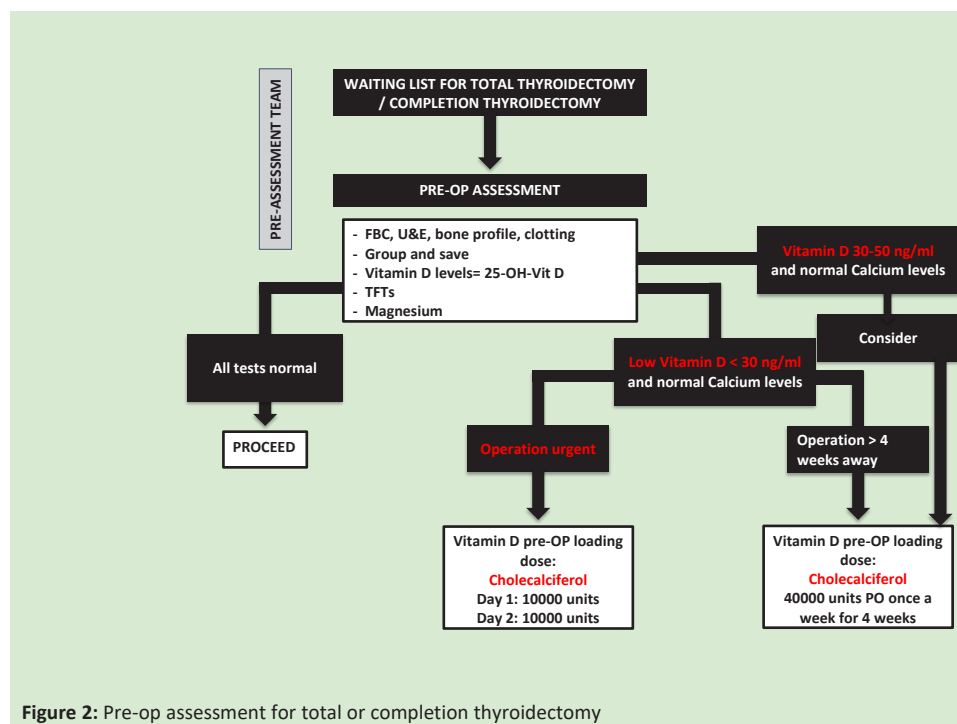 PRE-ASSESSMENT TEAM
WAITING LIST FOR TOTAL THYROIDECTOMY
/ COMPLETION THYROIDECTOMY
PRE-OP ASSESSMENT
- FBC, U&E, bone profile, clotting
- Group and save
- Vitamin D levels= 25-OH-Vit D
- TFTs
- Magnesium
Vitamin D 30-50 ng/ml
and normal Calcium levels
Consider
All tests normal
PROCEED
Low Vitamin D < 30 ng/ml
and normal Calcium levels
Operation urgent
Operation > 4
weeks away
Vitamin D pre-OP loading
dose:
Cholecalciferol
Day 1: 10000 units
Day 2: 10000 units
Vitamin D pre-OP loading
dose:
Cholecalciferol
40000 units PO once a
week for 4 weeks
Figure 2: Pre-op assessment for total or completion thyroidectomy